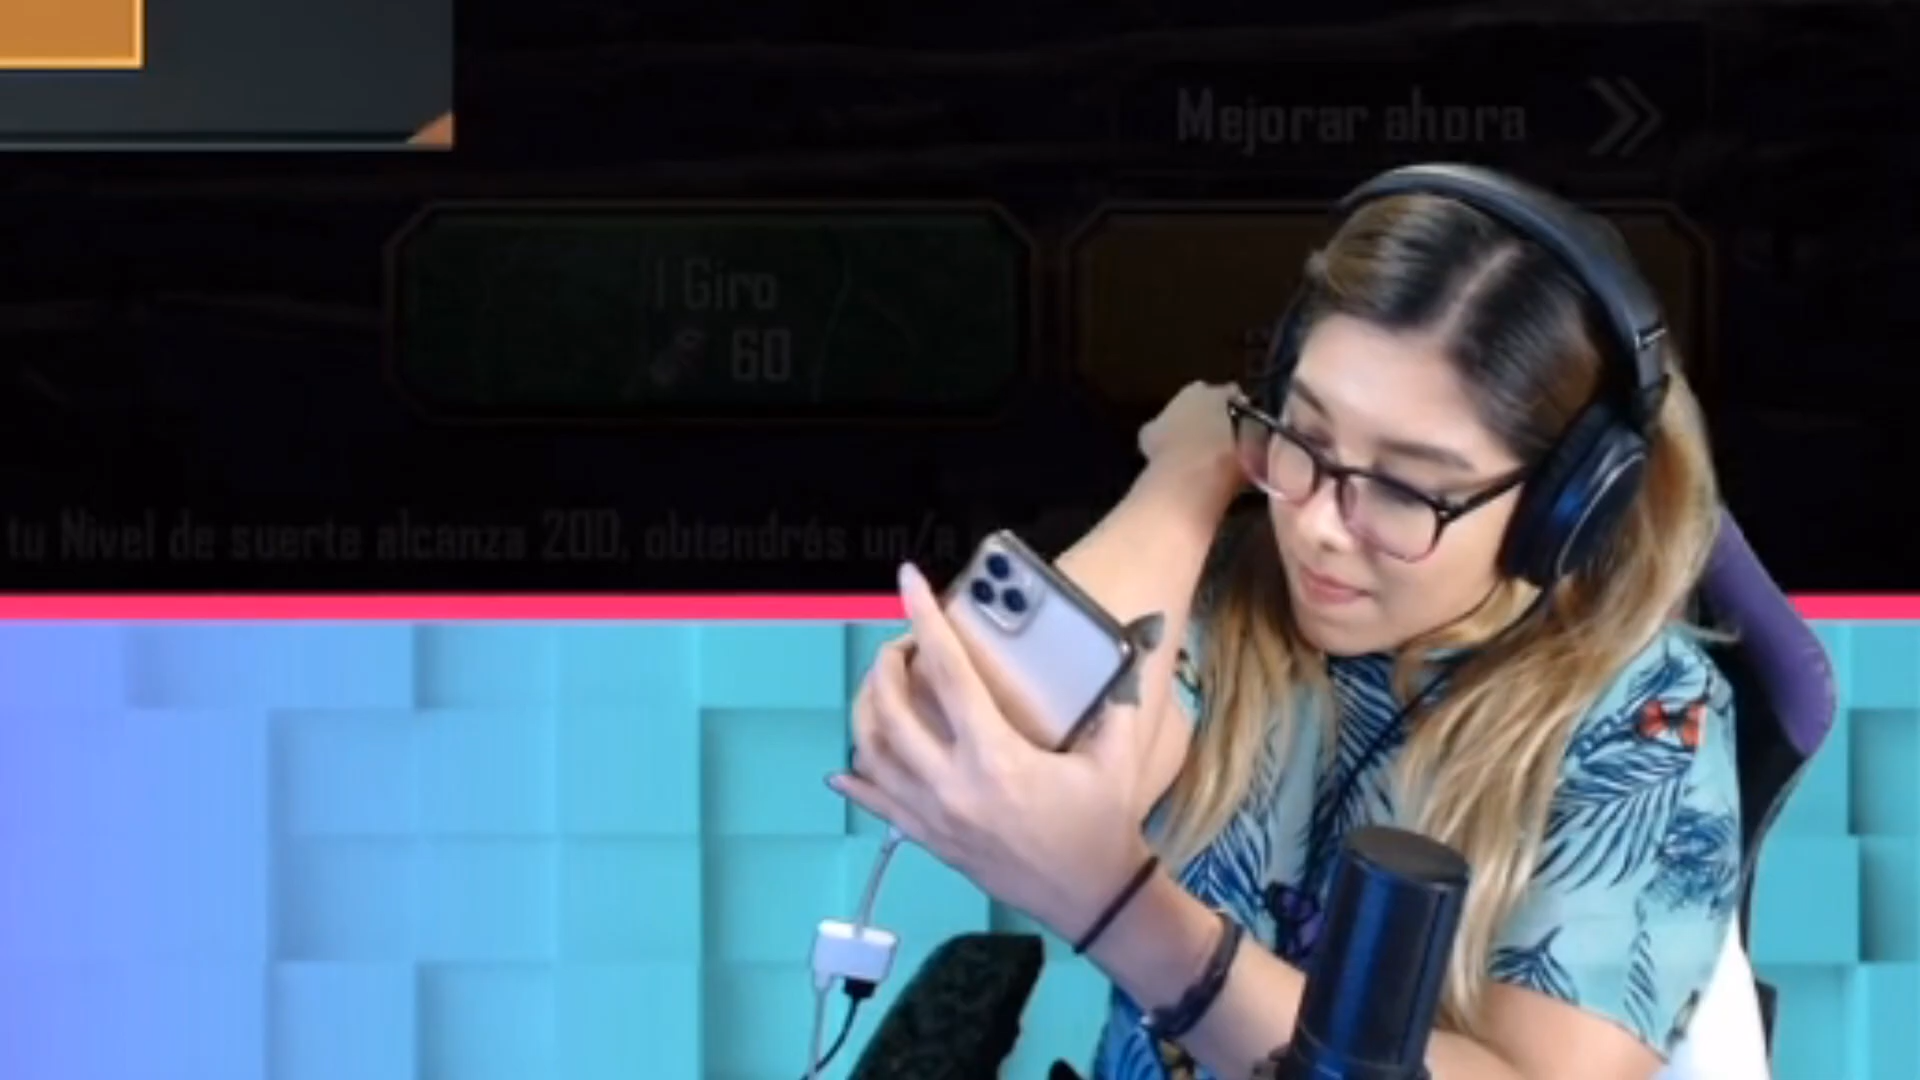 Mejorar ahora
1 Giro
60
tu Nivel de suerte alcanza 200, obtendrás un/a